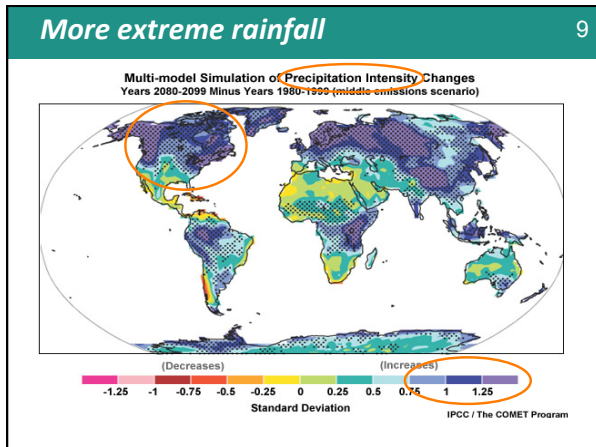 More extreme rainfall
9
Multi-model Simulation of Precipitation Intensity Changes
Years 2080-2099 Minus Years 1980-1999 (middle emissions scenario)
(Decreases) (Increases)
-1.25 -1 -0.75 -0.5 -0.25 0 0.25 0.5 0.75 1 1.25
Standard Deviation
IPCC / The COMET Program